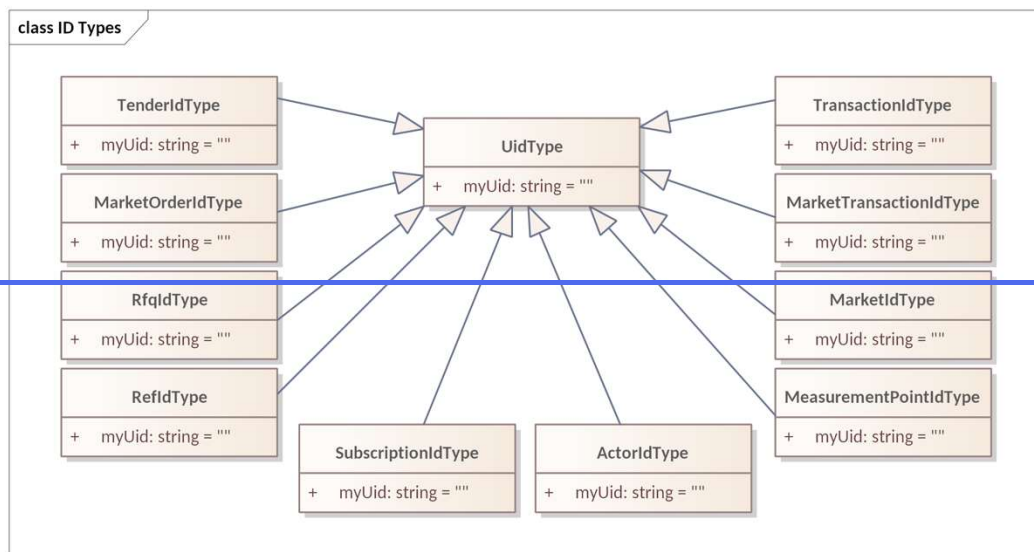 class ID Types
TenderIdType
+ myUid: string = ""
MarketOrderIdType
+ myUid: string = ""
RfqIdType
+ myUid: string = ""
RefIdType
+ myUid: string = ""
UidType
+ myUid: string = ""
SubscriptionIdType
+ myUid: string = ""
ActorIdType
+ myUid: string = ""
TransactionIdType
+ myUid: string = ""
MarketTransactionIdType
+ myUid: string = ""
MarketIdType
+ myUid: string = ""
MeasurementPointIdType
+ myUid: string = ""